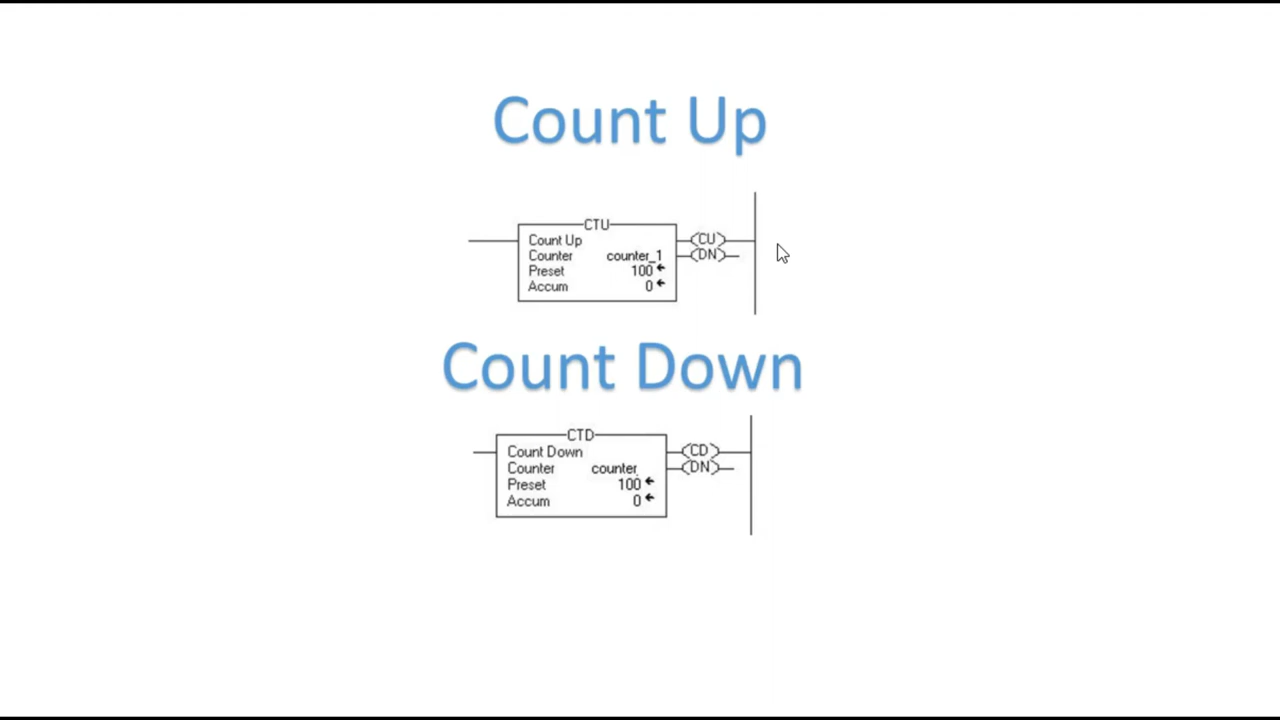 Count Up
CTU
Count Up CU
Counter counter_1 DN
Preset 100
Accum 0
Count Down
CTD
Count Down CD
Counter counter_ DN
Preset 100
Accum 0